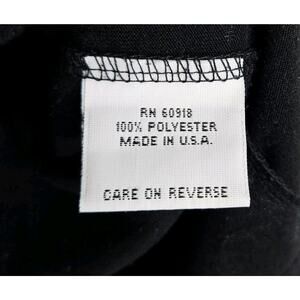 RN 60918
100% POLYESTER
MADE IN U.S.A.
CARE ON REVERSE